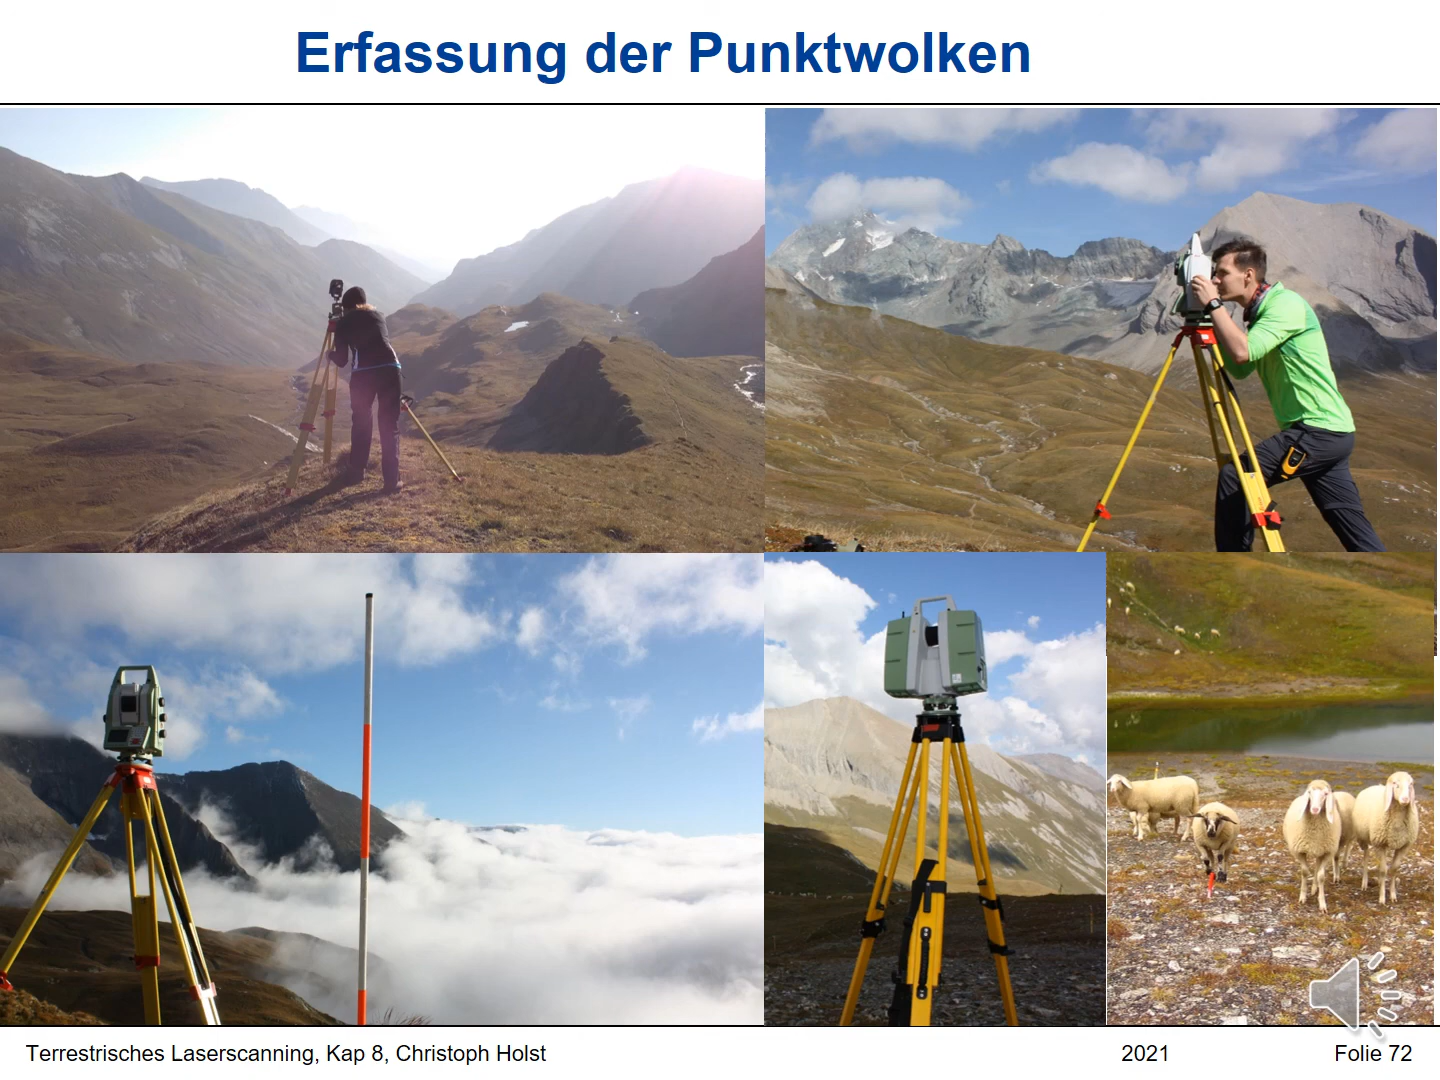 Erfassung der Punktwolken
Terrestrisches Laserscanning, Kap 8, Christoph Holst
2021
Folie 72